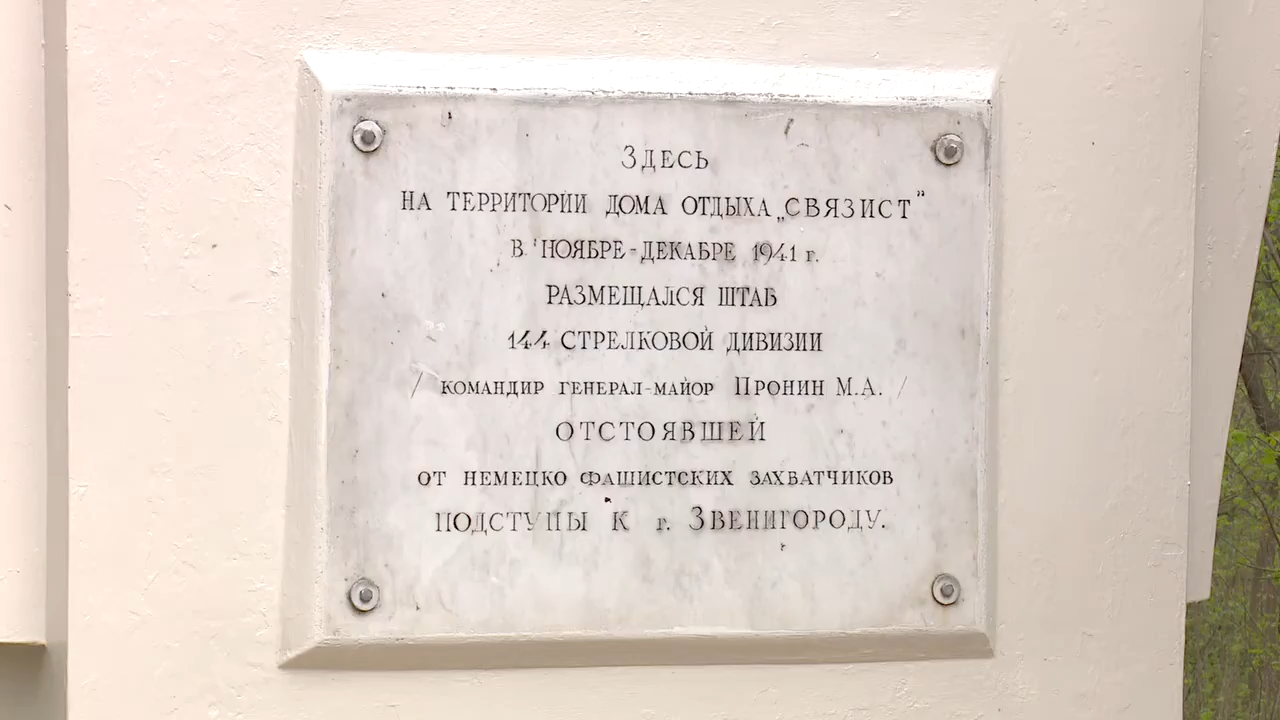 Здесь
на территории дома отдыха „Связист”
в ноябре-декабре 1941 г.
размещался штаб
144 стрелковой дивизии
/ командир генерал-майор Пронин М.А. /
отстоявшей
от немецко фашистских захватчиков
подступы к г. Звенигороду.